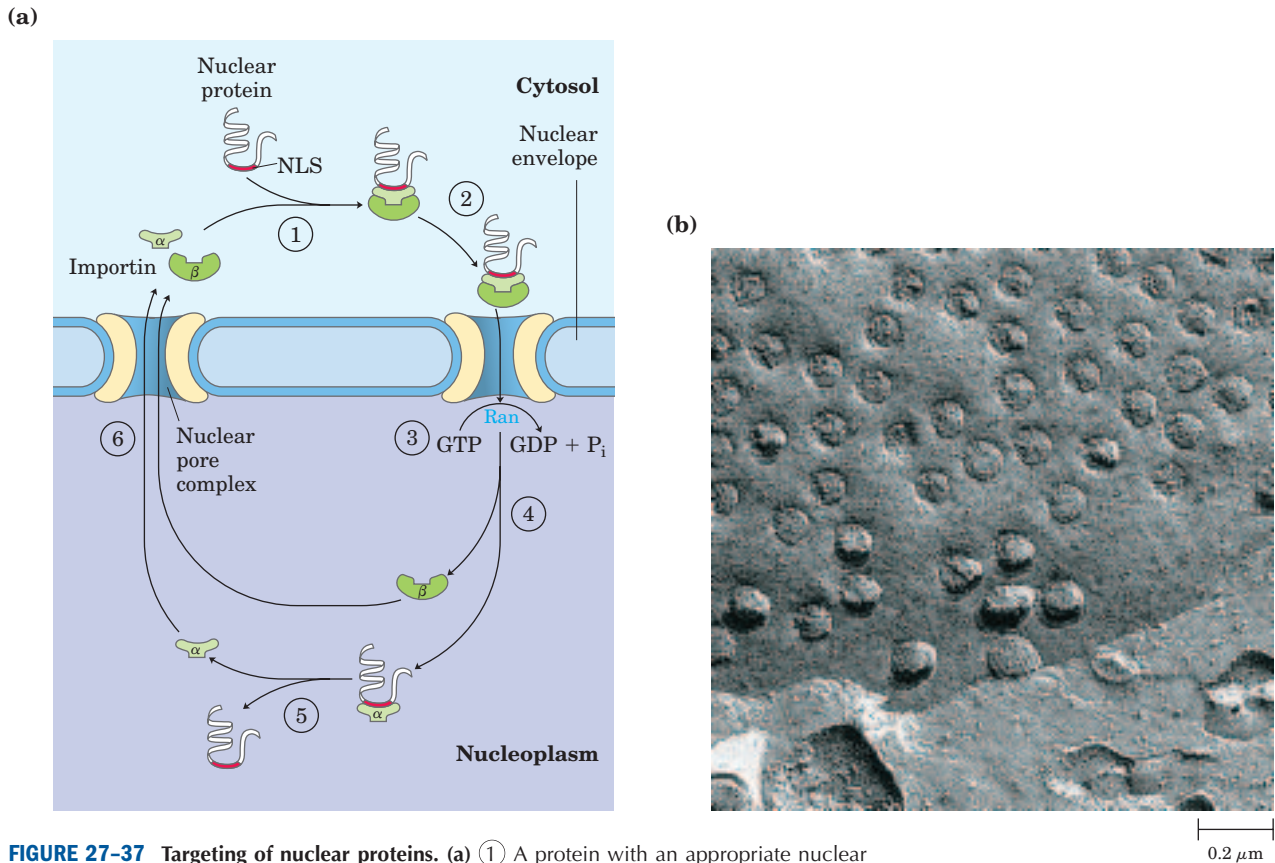 (a)
Nuclear
protein
Cytosol
Nuclear
envelope
NLS
2
1
α
β
Importin
(b)
6
Nuclear
pore
complex
Ran
3
GTP
GDP + Pi
4
β
α
α
5
Nucleoplasm
0.2 μm
FIGURE 27–37 Targeting of nuclear proteins. (a) ① A protein with an appropriate nuclear